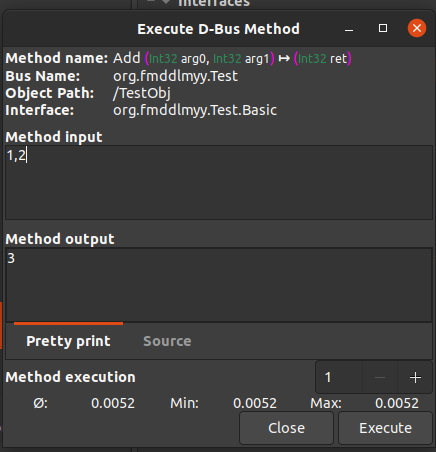 Interfaces
Execute D-Bus Method
Method name: Add (Int32 arg0, Int32 arg1) ↦ (Int32 ret)
Bus Name: org.fmddlmyy.Test
Object Path: /TestObj
Interface: org.fmddlmyy.Test.Basic
Method input
1,2
Method output
3
Pretty print Source
Method execution 1 − +
Ø: 0.0052 Min: 0.0052 Max: 0.0052
Close Execute